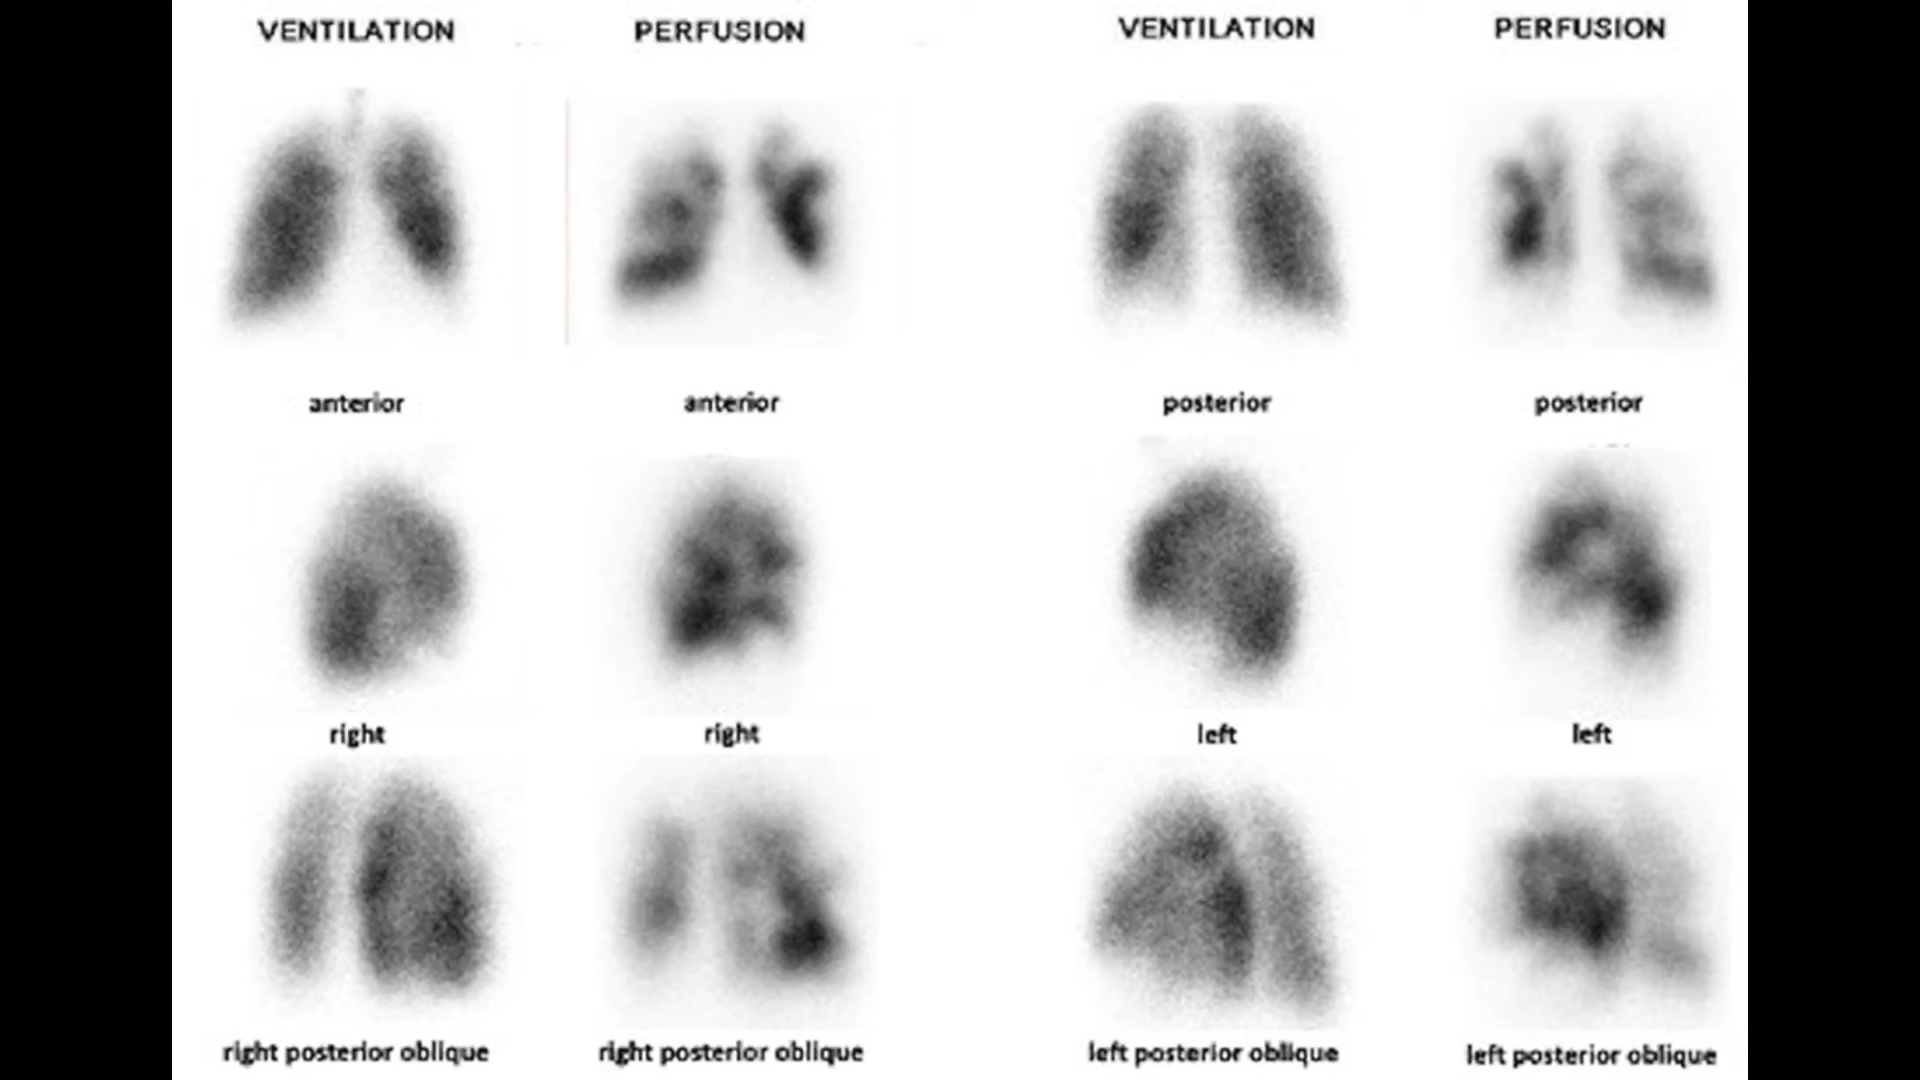 VENTILATION PERFUSION VENTILATION PERFUSION
anterior anterior posterior posterior
right right left left
right posterior oblique right posterior oblique left posterior oblique left posterior oblique